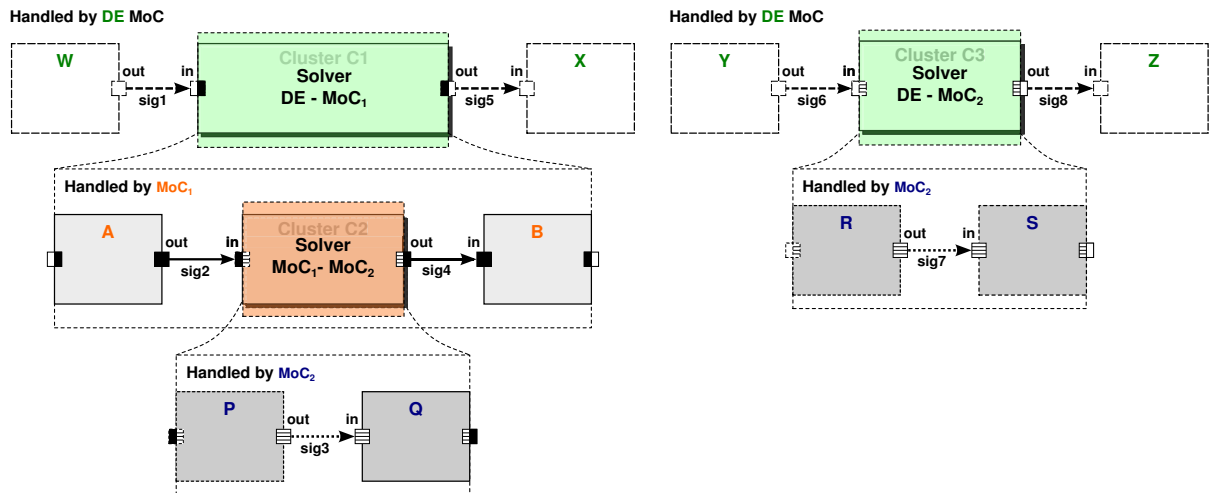 Handled by DE MoC
W
out
sig1
in
Cluster C1
Solver
DE - MoC1
out
sig5
in
X
Handled by MoC1
A
out
sig2
in
Cluster C2
Solver
MoC1- MoC2
out
sig4
in
B
Handled by MoC2
P
out
sig3
in
Q
Handled by DE MoC
Y
out
sig6
in
Cluster C3
Solver
DE - MoC2
out
sig8
in
Z
Handled by MoC2
R
out
sig7
in
S